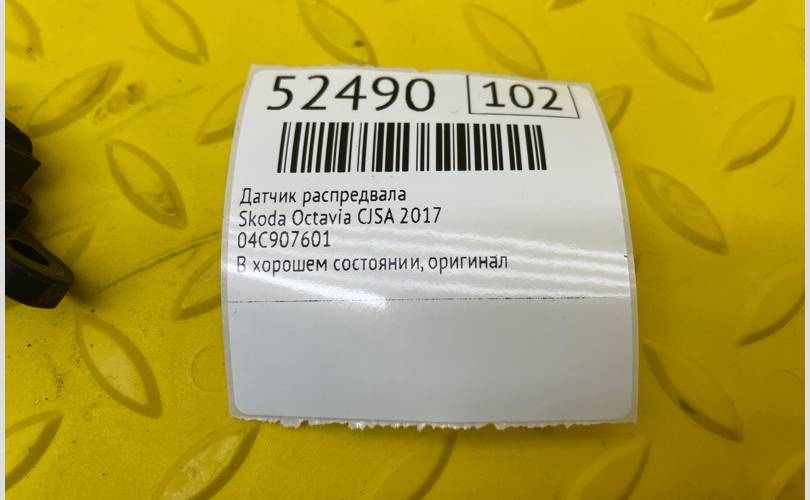 52490 102
Датчик распредвала
Skoda Octavia CJSA 2017
04C907601
В хорошем состоянии, оригинал